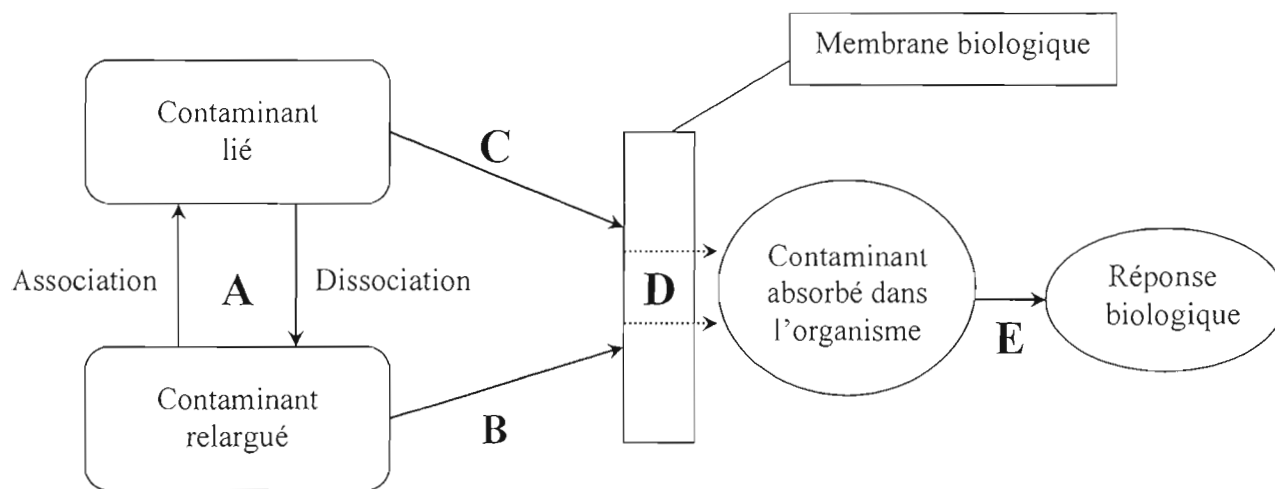 Membrane biologique
Contaminant
lié
C
Association
A
Dissociation
D
Contaminant
absorbé dans
l'organisme
E
Réponse
biologique
Contaminant
relargué
B